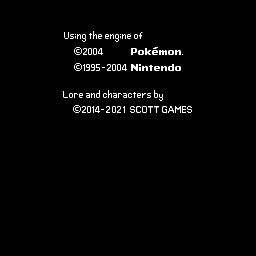 Using the engine of
©2004 Pokémon.
©1995-2004 Nintendo
Lore and characters by
©2014-2021 SCOTT GAMES